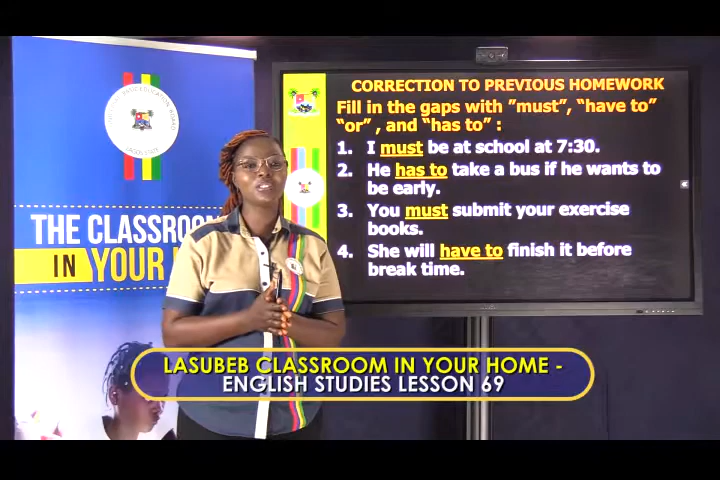 THE CLASSROOM
IN YOUR
CORRECTION TO PREVIOUS HOMEWORK
Fill in the gaps with ”must”, “have to”
“or” , and “has to” :
1. I must be at school at 7:30.
2. He has to take a bus if he wants to
be early.
3. You must submit your exercise
books.
4. She will have to finish it before
break time.
LASUBEB CLASSROOM IN YOUR HOME -
ENGLISH STUDIES LESSON 69